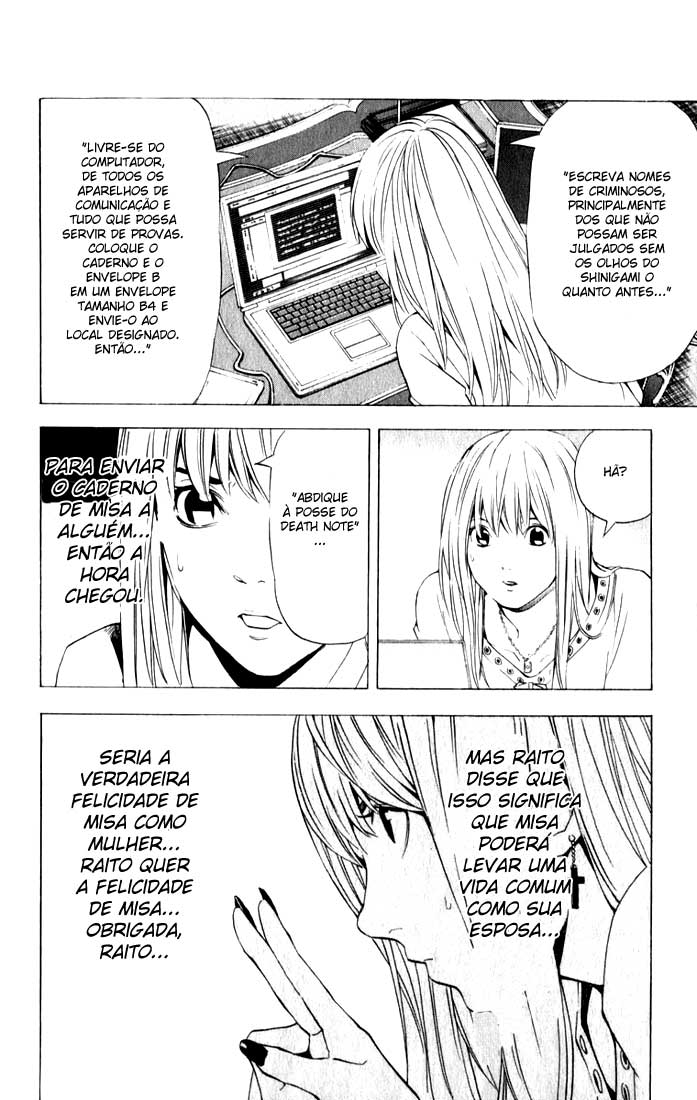 "ESCREVA NOMES
DE CRIMINOSOS,
PRINCIPALMENTE
DOS QUE NÃO
POSSAM SER
JULGADOS SEM
OS OLHOS DO
SHINIGAMI O
QUANTO ANTES..."
"LIVRE-SE DO
COMPUTADOR,
DE TODOS OS
APARELHOS DE
COMUNICAÇÃO E
TUDO QUE POSSA
SERVIR DE PROVAS.
COLOQUE O
CADERNO E O
ENVELOPE B
EM UM ENVELOPE
TAMANHO B4 E
ENVIE-O AO
LOCAL DESIGNADO.
ENTÃO..."
HÃ?
"ABDIQUE
À POSSE DO
DEATH NOTE"
...
PARA ENVIAR
O CADERNO
DE MISA A
ALGUÉM...
ENTÃO A
HORA
CHEGOU.
MAS RAITO
DISSE QUE
ISSO SIGNIFICA
QUE MISA
PODERÁ
LEVAR UMA
VIDA COMUM
COMO SUA
ESPOSA...
SERIA A
VERDADEIRA
FELICIDADE DE
MISA COMO
MULHER...
RAITO QUER
A FELICIDADE
DE MISA...
OBRIGADA,
RAITO...